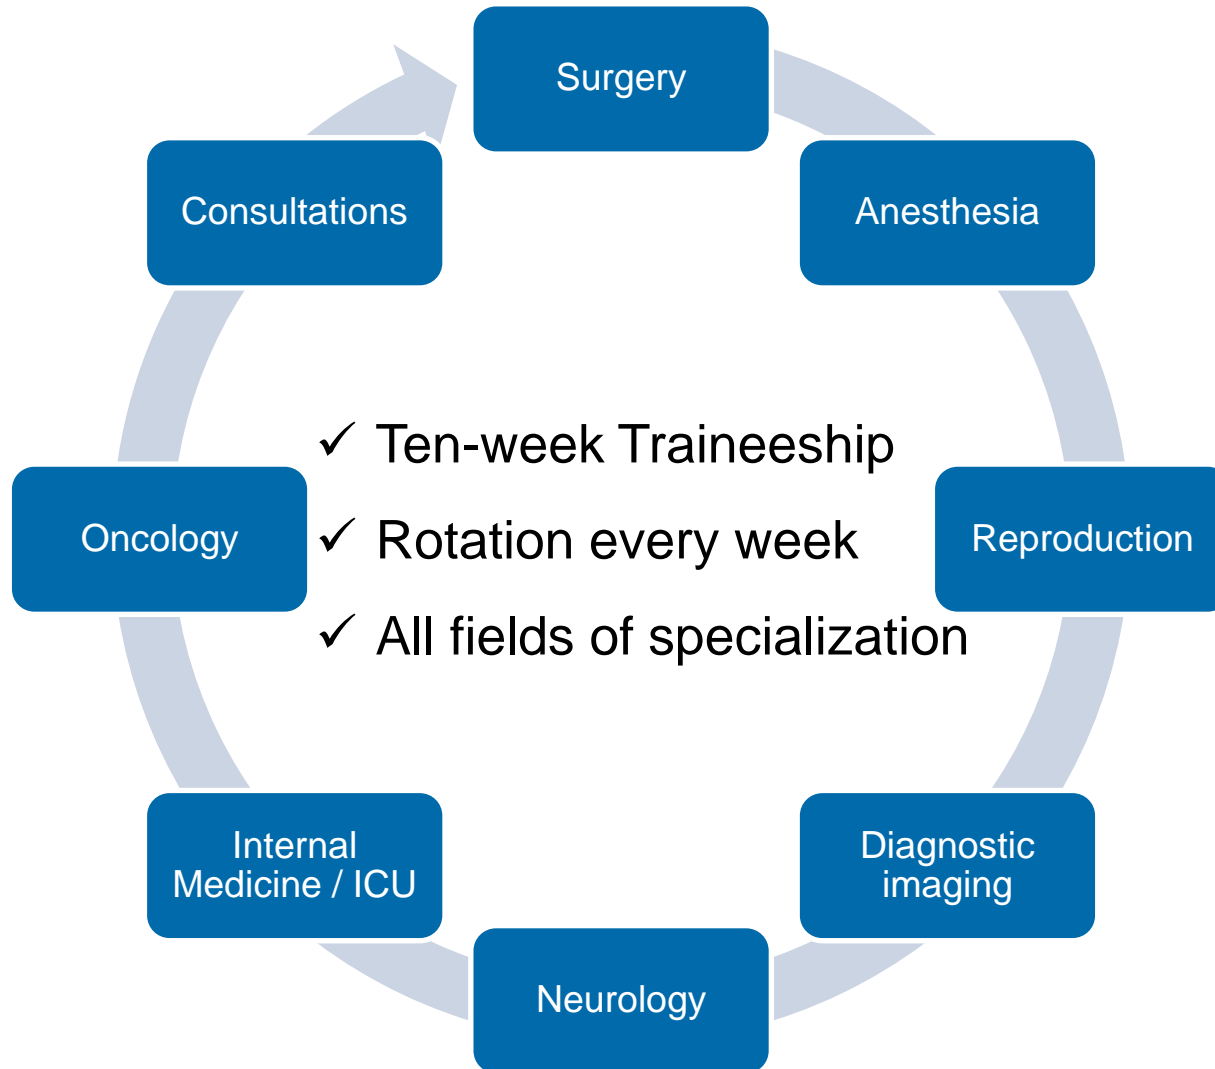 Surgery
Anesthesia
Reproduction
Diagnostic
imaging
Neurology
Internal
Medicine / ICU
Oncology
Consultations
✓ Ten-week Traineeship
✓ Rotation every week
✓ All fields of specialization